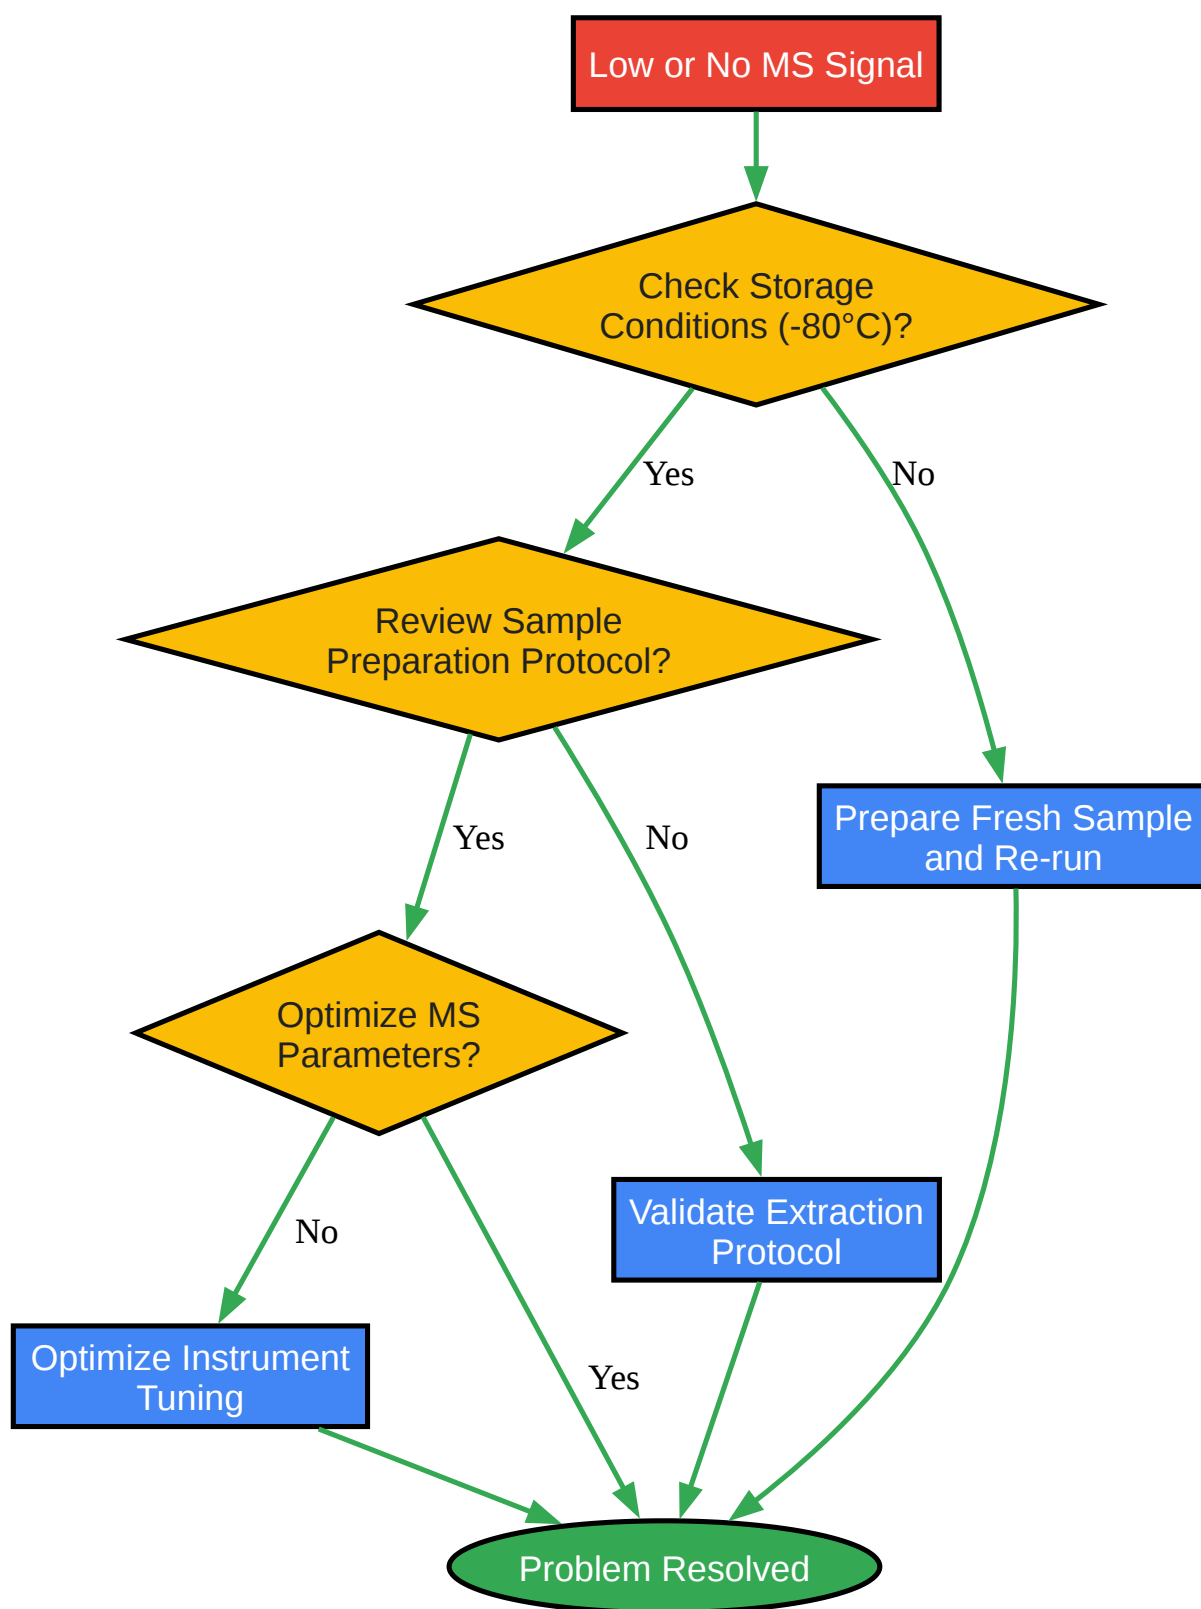 Low or No MS Signal
Check Storage
Conditions (-80°C)?
Yes
No
Review Sample
Preparation Protocol?
Prepare Fresh Sample
and Re-run
Yes
No
Optimize MS
Parameters?
Validate Extraction
Protocol
No
Optimize Instrument
Tuning
Yes
Problem Resolved